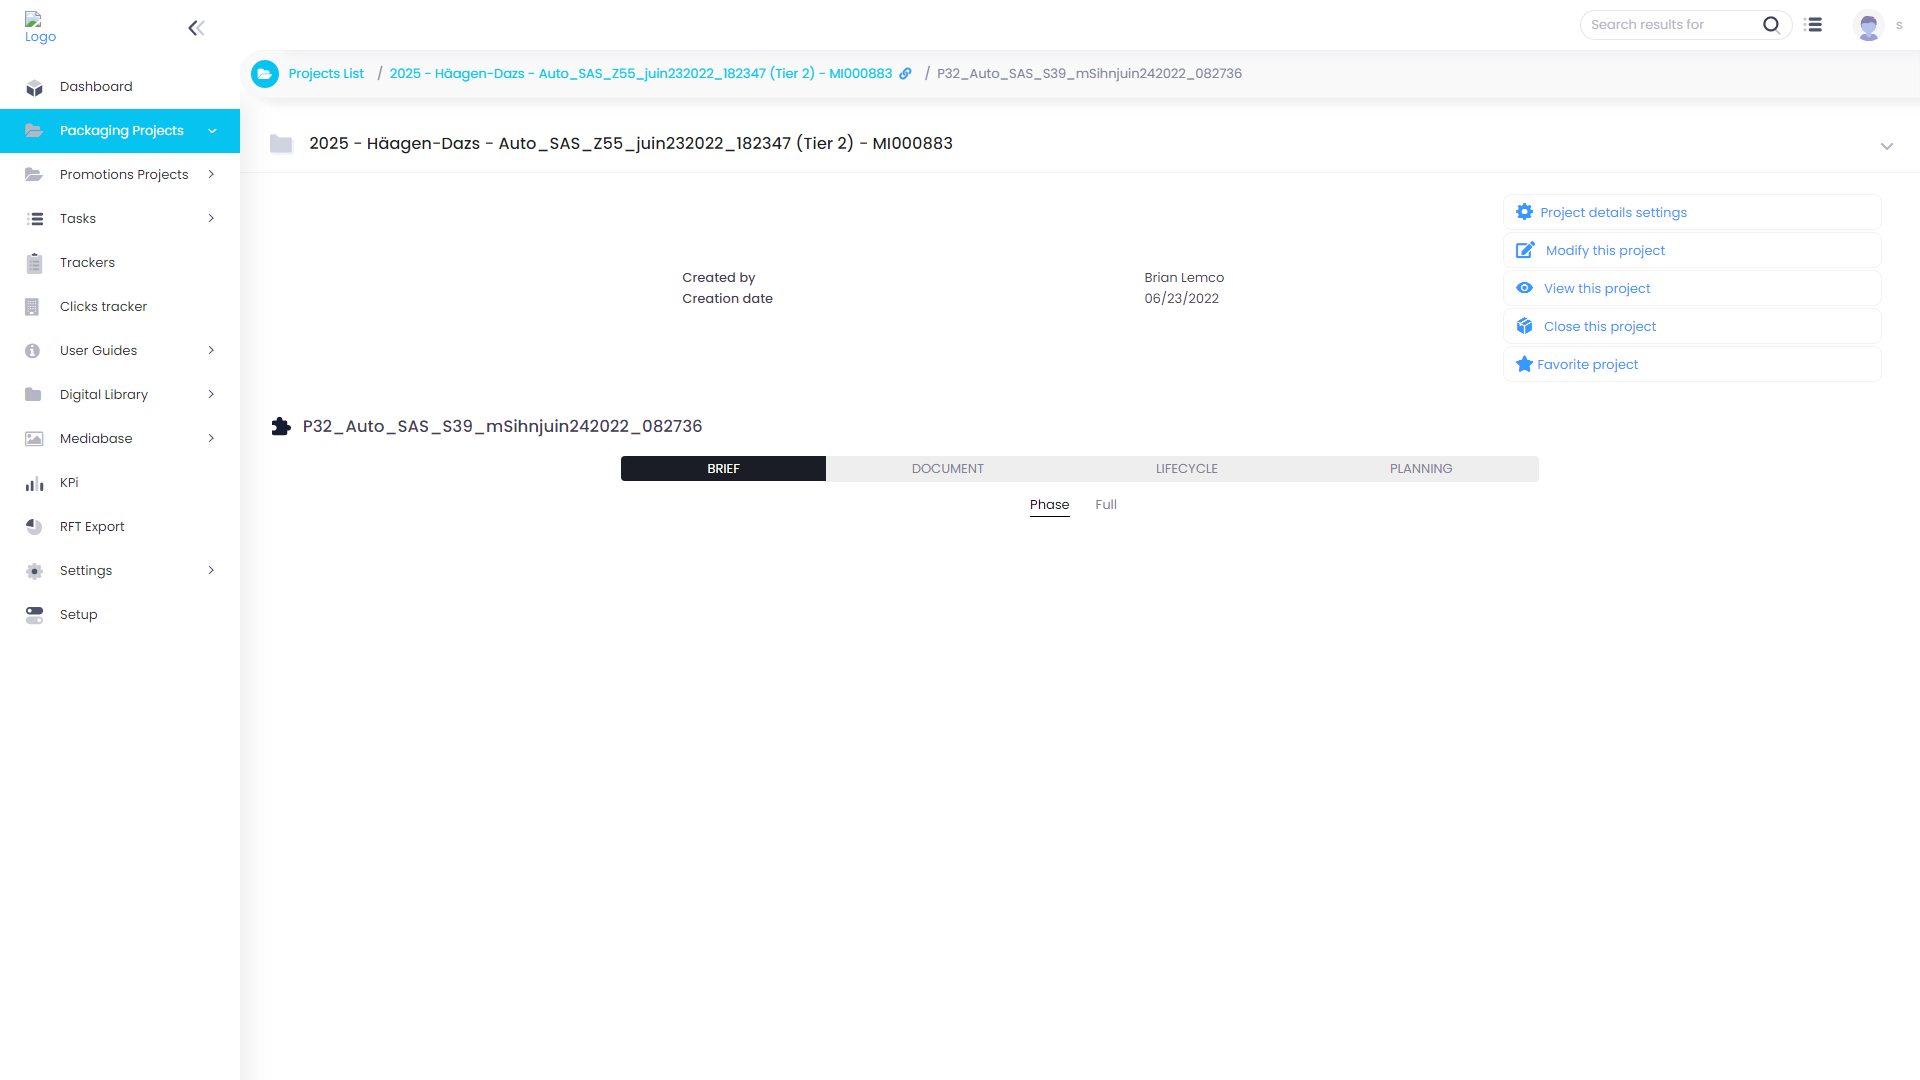 Logo
Search results for
s
Projects List / 2025 - Häagen-Dazs - Auto_SAS_Z55_juin232022_182347 (Tier 2) - MI000883 / P32_Auto_SAS_S39_mSihnjuin242022_082736
Dashboard
Packaging Projects
Promotions Projects
Tasks
Trackers
Clicks tracker
User Guides
Digital Library
Mediabase
KPi
RFT Export
Settings
Setup
2025 - Häagen-Dazs - Auto_SAS_Z55_juin232022_182347 (Tier 2) - MI000883
Created by Brian Lemco
Creation date 06/23/2022
Project details settings
Modify this project
View this project
Close this project
Favorite project
P32_Auto_SAS_S39_mSihnjuin242022_082736
BRIEF DOCUMENT LIFECYCLE PLANNING
Phase Full